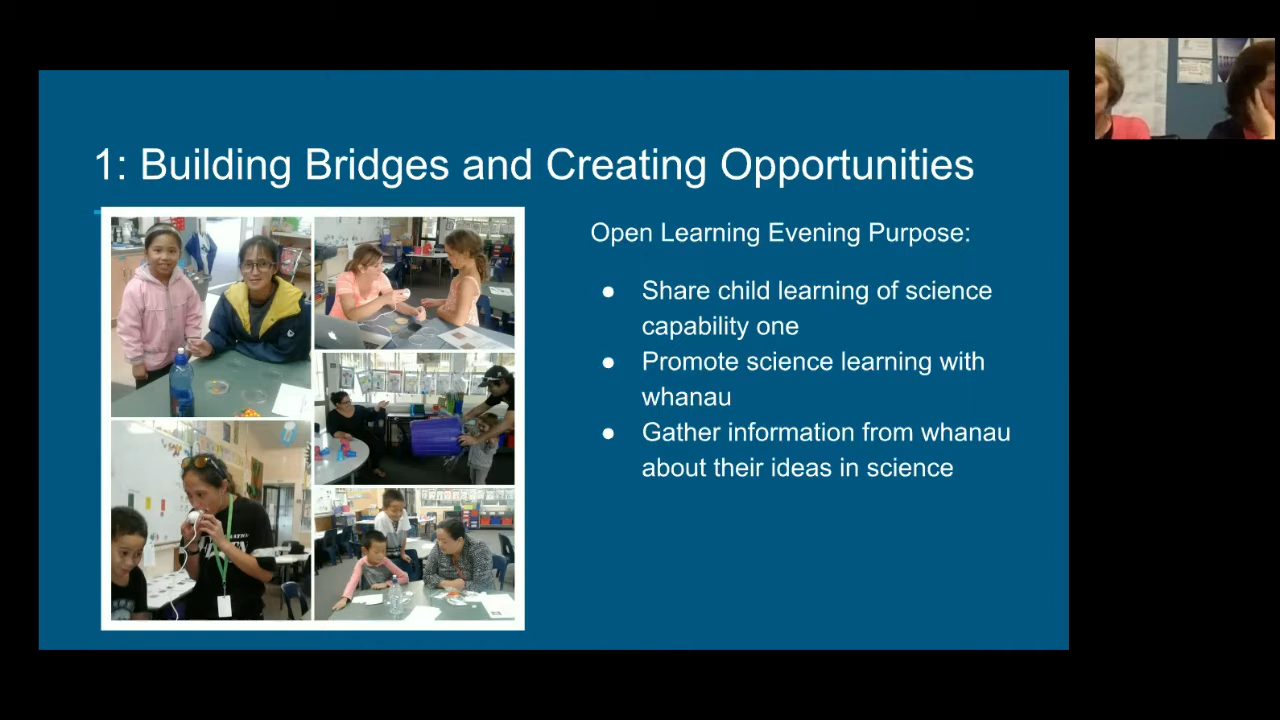 1: Building Bridges and Creating Opportunities
Open Learning Evening Purpose:
● Share child learning of science
capability one
● Promote science learning with
whanau
● Gather information from whanau
about their ideas in science